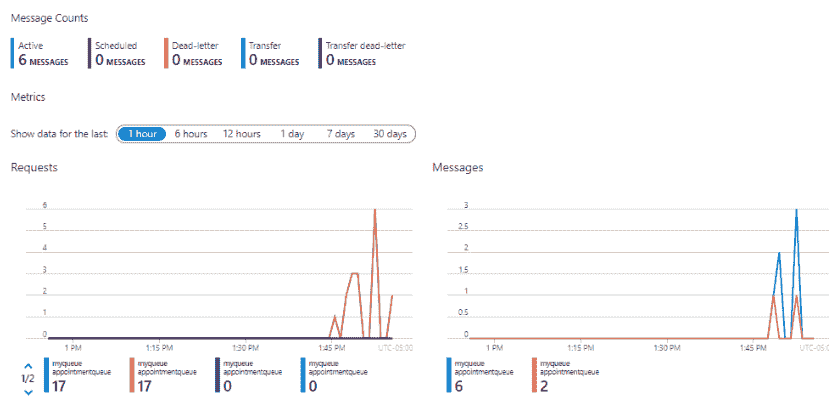 Message Counts
Active Scheduled Dead-letter Transfer Transfer dead-letter
6 MESSAGES 0 MESSAGES 0 MESSAGES 0 MESSAGES 0 MESSAGES
Metrics
Show data for the last: 1 hour 6 hours 12 hours 1 day 7 days 30 days
Requests
6
5
4
3
2
1
0
1 PM 1:15 PM 1:30 PM 1:45 PM UTC-05:00
1/2
myqueue myqueue myqueue myqueue
appointmentqueue appointmentqueue appointmentqueue appointmentqueue
17 17 0 0
Messages
3
2.5
2
1.5
1
0.5
0
1 PM 1:15 PM 1:30 PM 1:45 PM
myqueue myqueue
appointmentqueue appointmentqueue
6 2